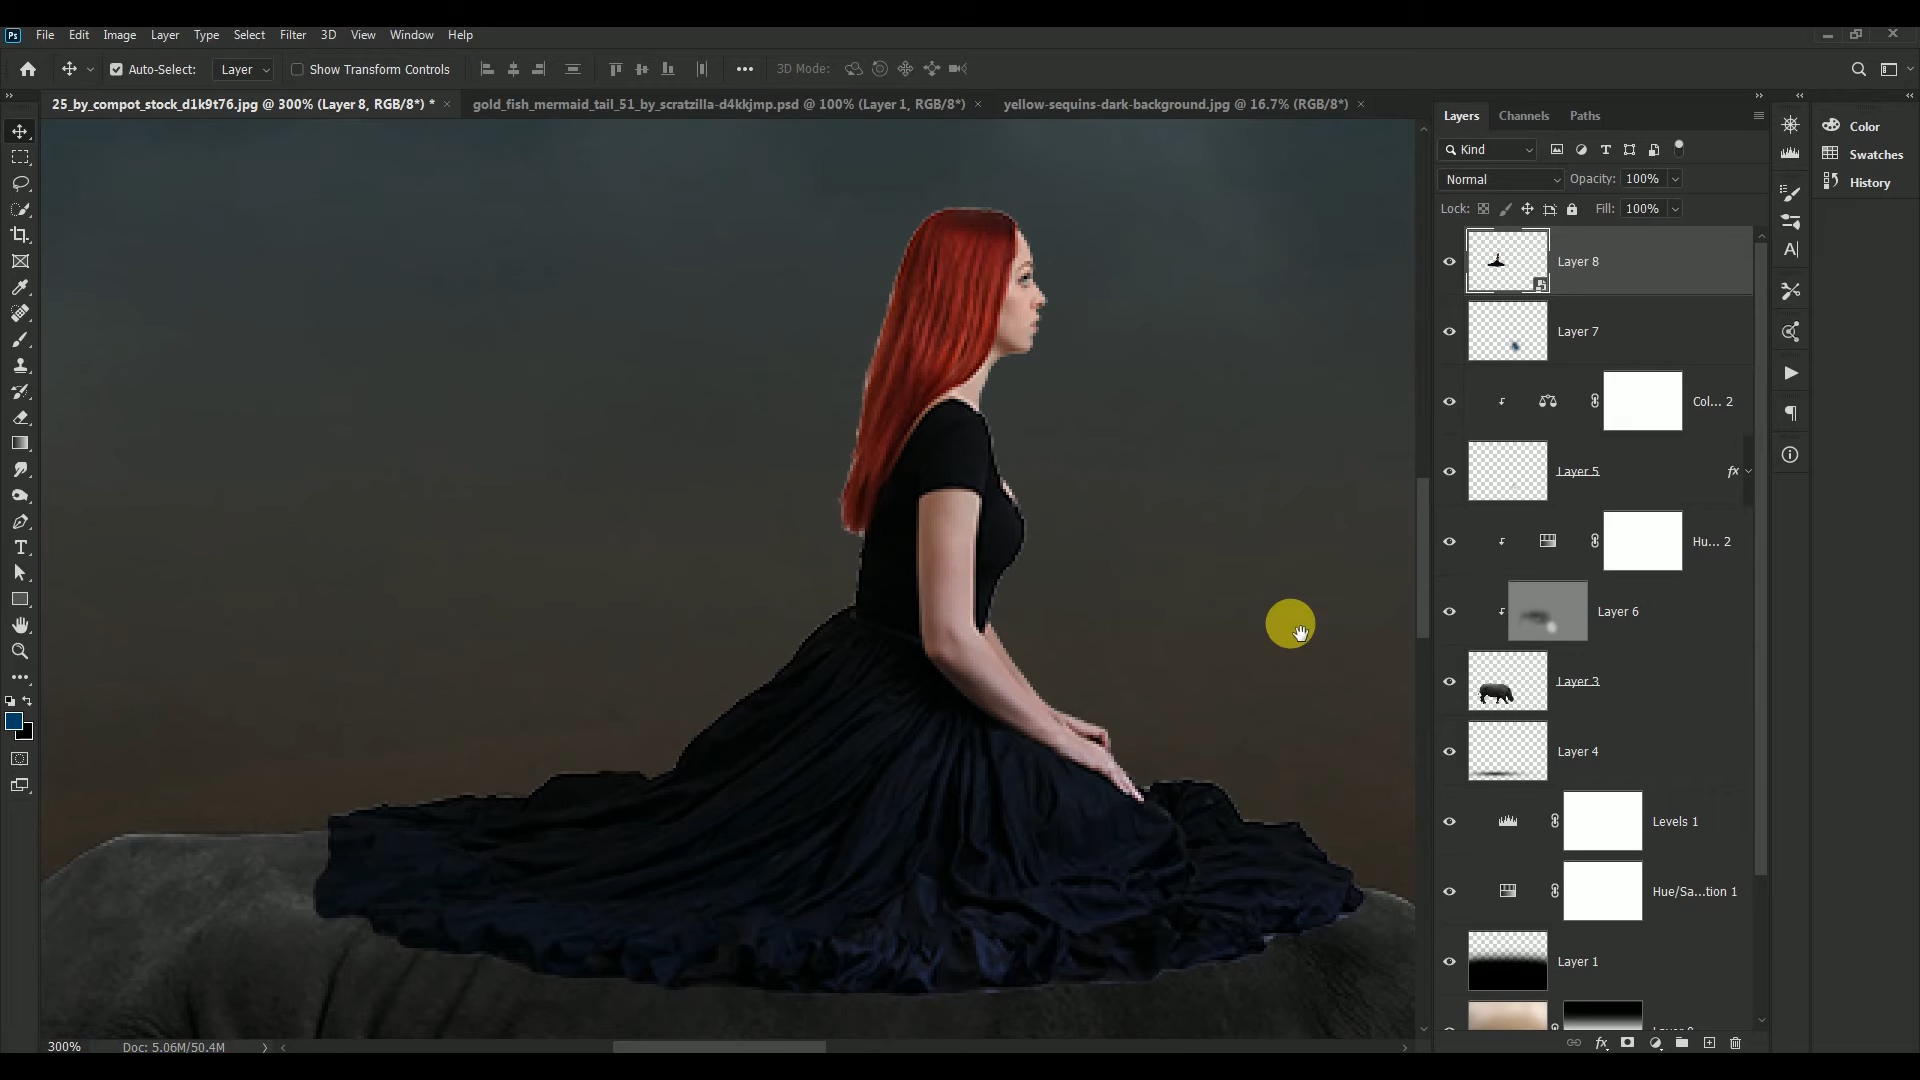 Ps File Edit Image Layer Type Select Filter 3D View Window Help
Auto-Select: Layer Show Transform Controls 3D Mode:
25_by_compot_stock_d1k9t76.jpg @ 300% (Layer 8, RGB/8*) * gold_fish_mermaid_tail_51_by_scratzilla-d4kkjmp.psd @ 100% (Layer 1, RGB/8*) yellow-sequins-dark-background.jpg @ 16.7% (RGB/8*)
Layers Channels Paths
Color
Kind
Swatches
Normal Opacity: 100%
History
Lock: Fill: 100%
Layer 8
Layer 7
Col... 2
Layer 5 fx
Hu... 2
Layer 6
Layer 3
Layer 4
Levels 1
Hue/Sa...tion 1
Layer 1
300% Doc: 5.06M/50.4M
fx